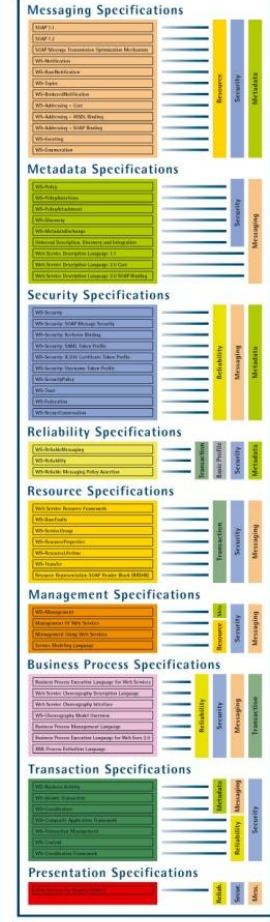 Messaging Specifications
SOAP 1.1
SOAP 1.2
SOAP Message Transmission Optimization Mechanism
WS-Notification
WS-BaseNotification
WS-Topics
WS-BrokeredNotification
WS-Addressing – Core
WS-Addressing – WSDL Binding
WS-Addressing – SOAP Binding
WS-Eventing
WS-Enumeration
Resource
Security
Metadata
Metadata Specifications
WS-Policy
WS-PolicyAssertions
WS-PolicyAttachment
WS-Discovery
WS-MetadataExchange
Universal Description, Discovery and Integration
Web Service Description Language 1.1
Web Service Description Language 2.0 Core
Web Service Description Language 2.0 SOAP Binding
Security
Messaging
Security Specifications
WS-Security
WS-Security: SOAP Message Security
WS-Security: Kerberos Binding
WS-Security: SAML Token Profile
WS-Security: X.509 Certificate Token Profile
WS-Security: Username Token Profile
WS-SecurityPolicy
WS-Trust
WS-Federation
WS-SecureConversation
Reliability
Messaging
Metadata
Reliability Specifications
WS-ReliableMessaging
WS-Reliability
WS-Reliable Messaging Policy Assertion
Transaction
Basic Profile
Security
Metadata
Resource Specifications
Web Service Resource Framework
WS-BaseFaults
WS-ServiceGroup
WS-ResourceProperties
WS-ResourceLifetime
WS-Transfer
Resource Representation SOAP Header Block (RRSHB)
Transaction
Security
Messaging
Management Specifications
WS-Management
Management Of Web Services
Management Using Web Services
Service Modeling Language
Meta.
Resource
Security
Messaging
Business Process Specifications
Business Process Execution Language for Web Services
Web Service Choreography Description Language
Web Service Choreography Interface
WS-Choreography Model Overview
Business Process Management Language
Business Process Execution Language for Web Serv. 2.0
XML Process Definition Language
Reliability
Security
Messaging
Transaction
Transaction Specifications
WS-Business Activity
WS-Atomic Transaction
WS-Coordination
WS-Composite Application Framework
WS-Transaction Management
WS-Context
WS-Coordination Framework
Metadata
Messaging
Reliability
Security
Presentation Specifications
Reliab.
Secur.
Mess.